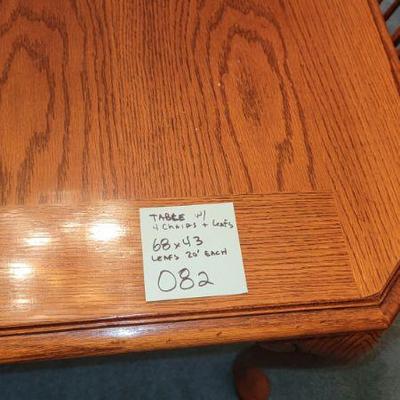 TABLE w/
4 Chairs + Leafs
68 x 43
LEAFS 20" EACH
082